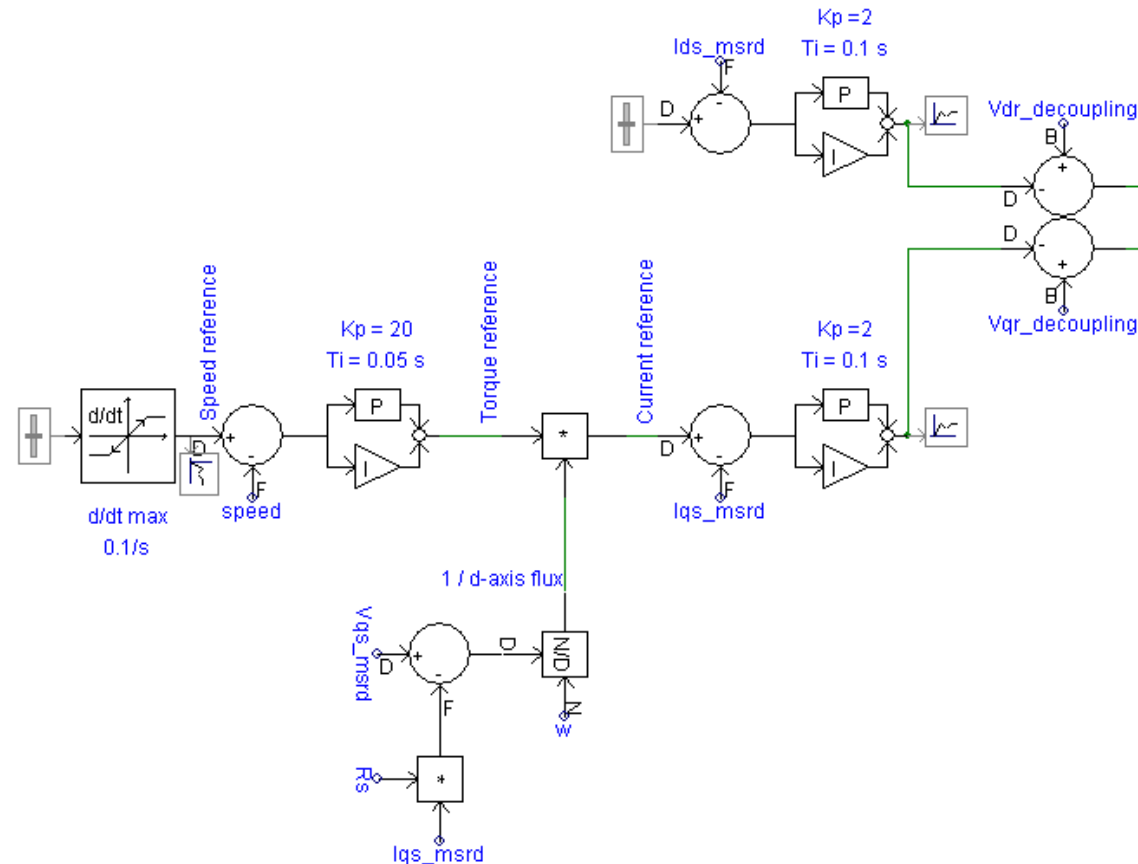 Kp =2
Ids_msrd
Ti = 0.1 s
F
P
D
+
-
I
Vdr_decoupling
B
+
-
D
D
-
+
B
Vqr_decoupling
Speed reference
Kp = 20
Ti = 0.05 s
Torque reference
Current reference
Kp =2
Ti = 0.1 s
d/dt
D
+
-
F
speed
P
I
*
D
+
-
F
Iqs_msrd
P
I
d/dt max
0.1/s
1 / d-axis flux
Vqs_msrd
D
+
-
D
N/D
N
w
F
Rs
*
Iqs_msrd